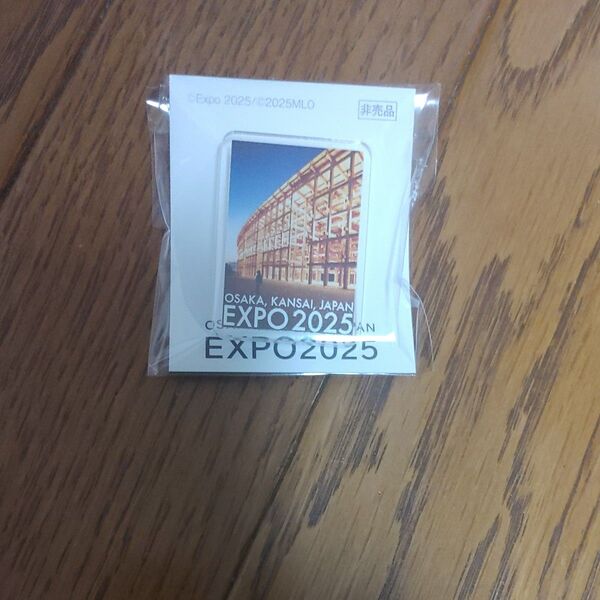 ©Expo 2025/©2025MLO
非売品
OSAKA, KANSAI, JAPAN
EXPO 2025
EXPO2025